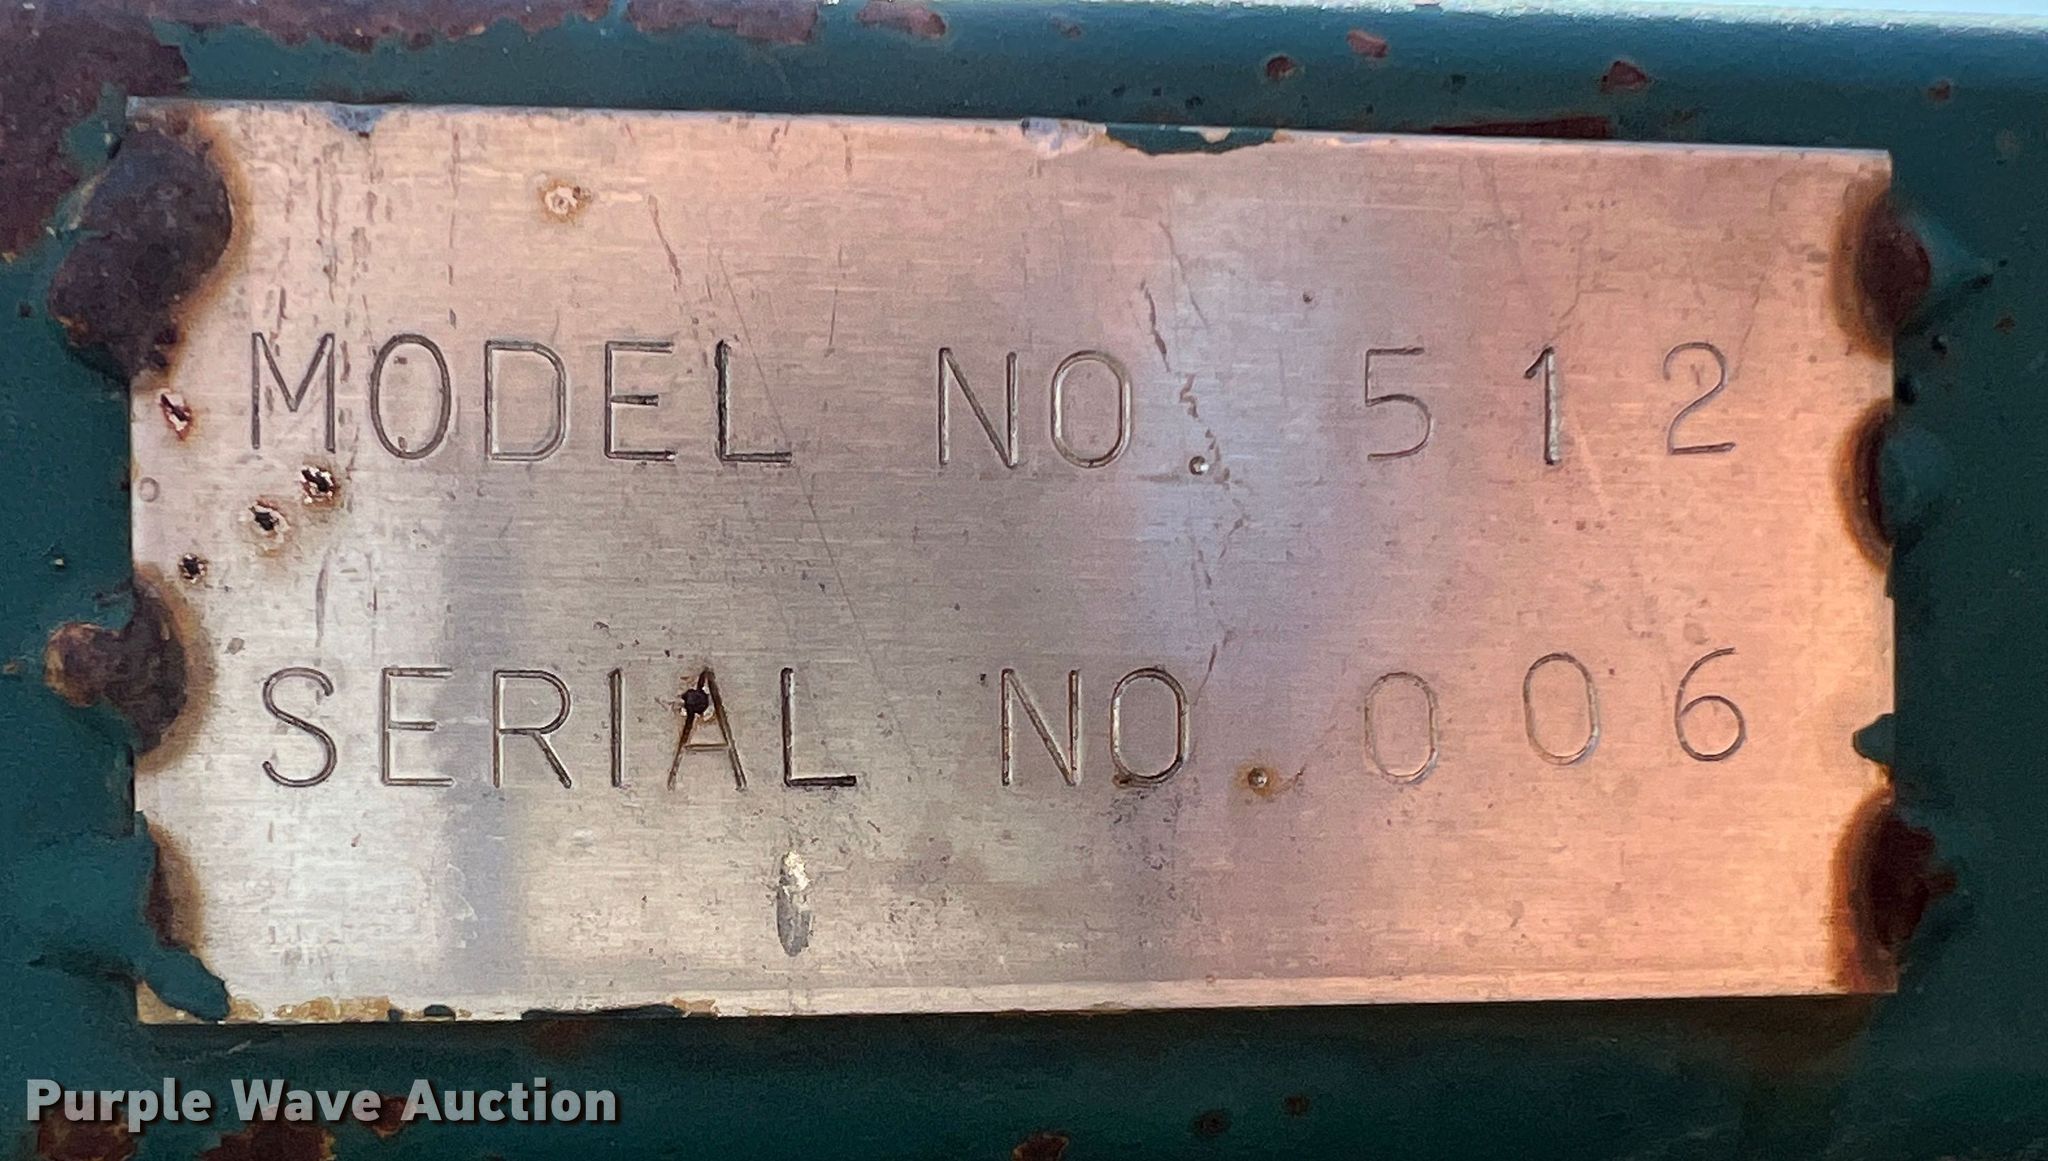 MODEL NO. 512
SERIAL NO. 006
Purple Wave Auction